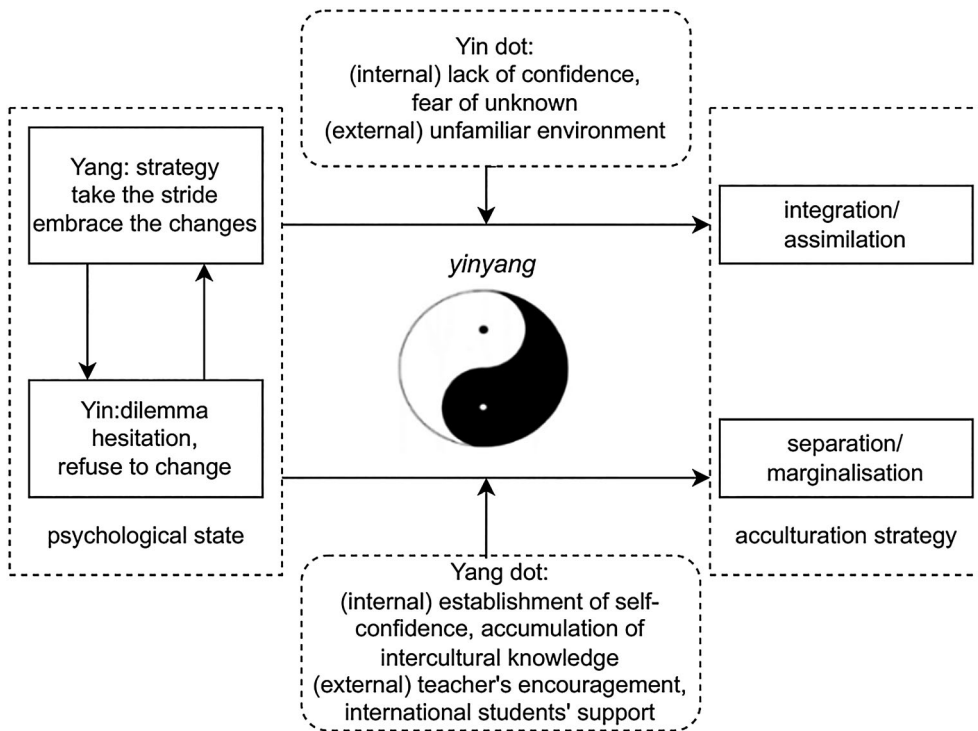 Yin dot:
(internal) lack of confidence,
fear of unknown
(external) unfamiliar environment
Yang: strategy
take the stride
embrace the changes
integration/
assimilation
yinyang
Yin:dilemma
hesitation,
refuse to change
separation/
marginalisation
psychological state
acculturation strategy
Yang dot:
(internal) establishment of self-
confidence, accumulation of
intercultural knowledge
(external) teacher's encouragement,
international students' support